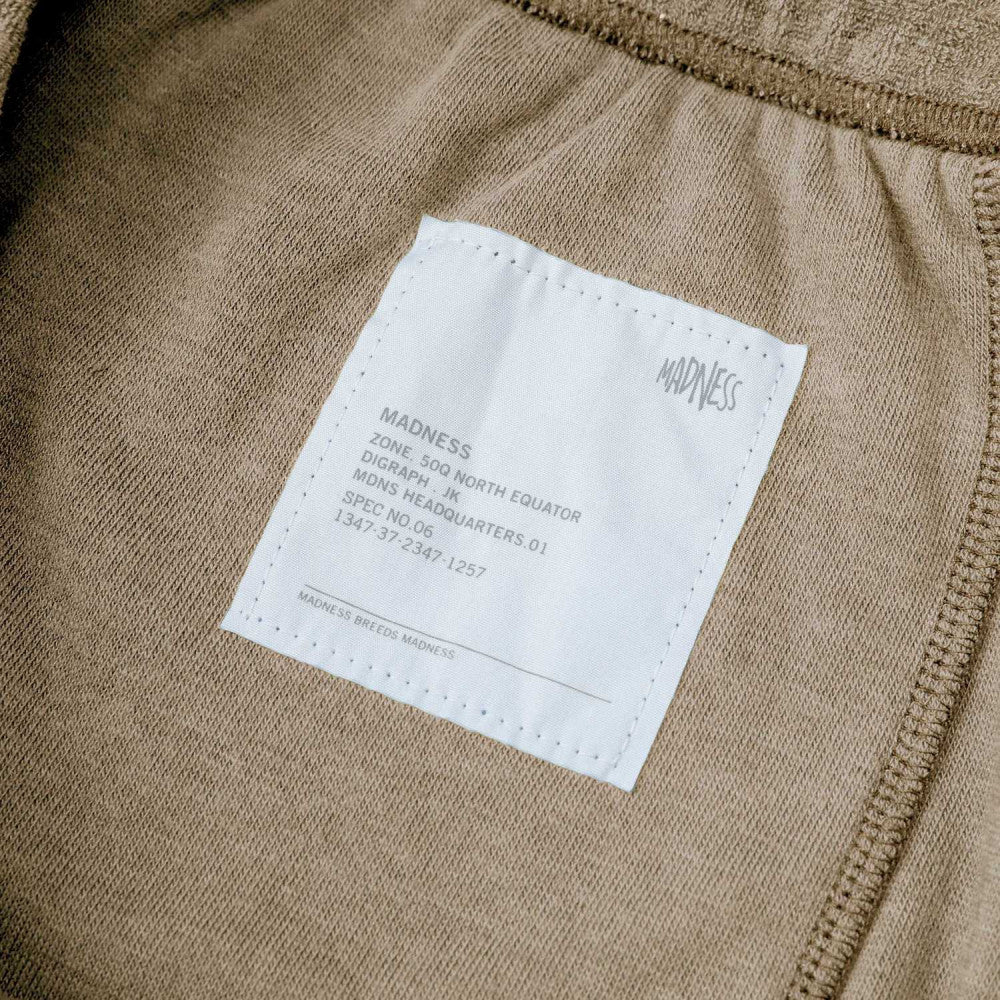 MADNESS
MADNESS
ZONE. 50Q NORTH EQUATOR
DIGRAPH . JK
MDNS HEADQUARTERS.01
SPEC NO.06
1347-37-2347-1257
MADNESS BREEDS MADNESS